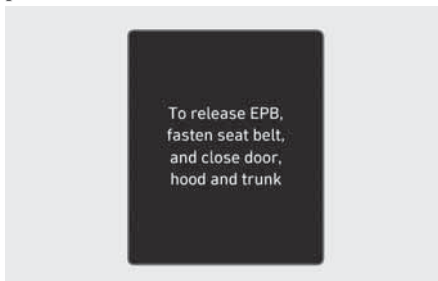 To release EPB,
fasten seat belt,
and close door,
hood and trunk